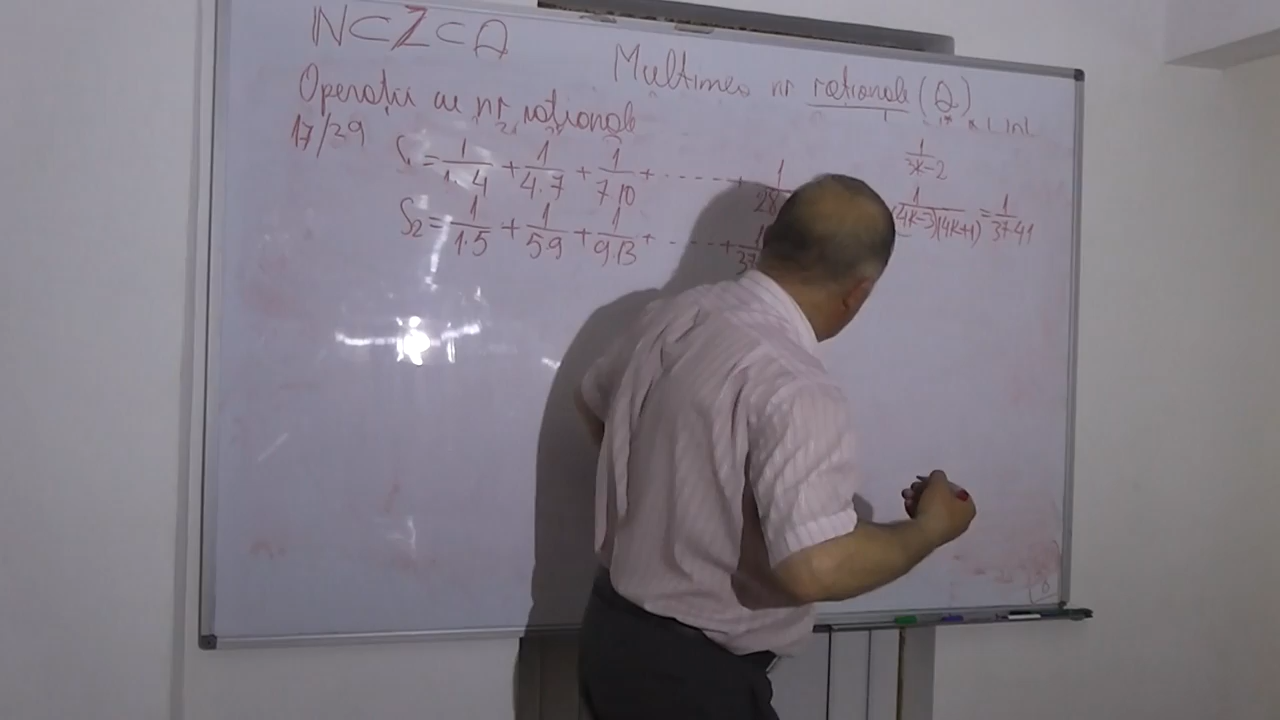 N⊂Z⊂Q
Mulțimea nr raționale (Q)
Operații cu nr raționale
17/29
S₁ = 1/1·4 + 1/4·7 + 1/7·10 + ....... + 1/28
1/3k-2
S₂ = 1/1·5 + 1/5·9 + 1/9·13 + ....... + 1/37
1/(4k-3)(4k+1) = 1/37·41